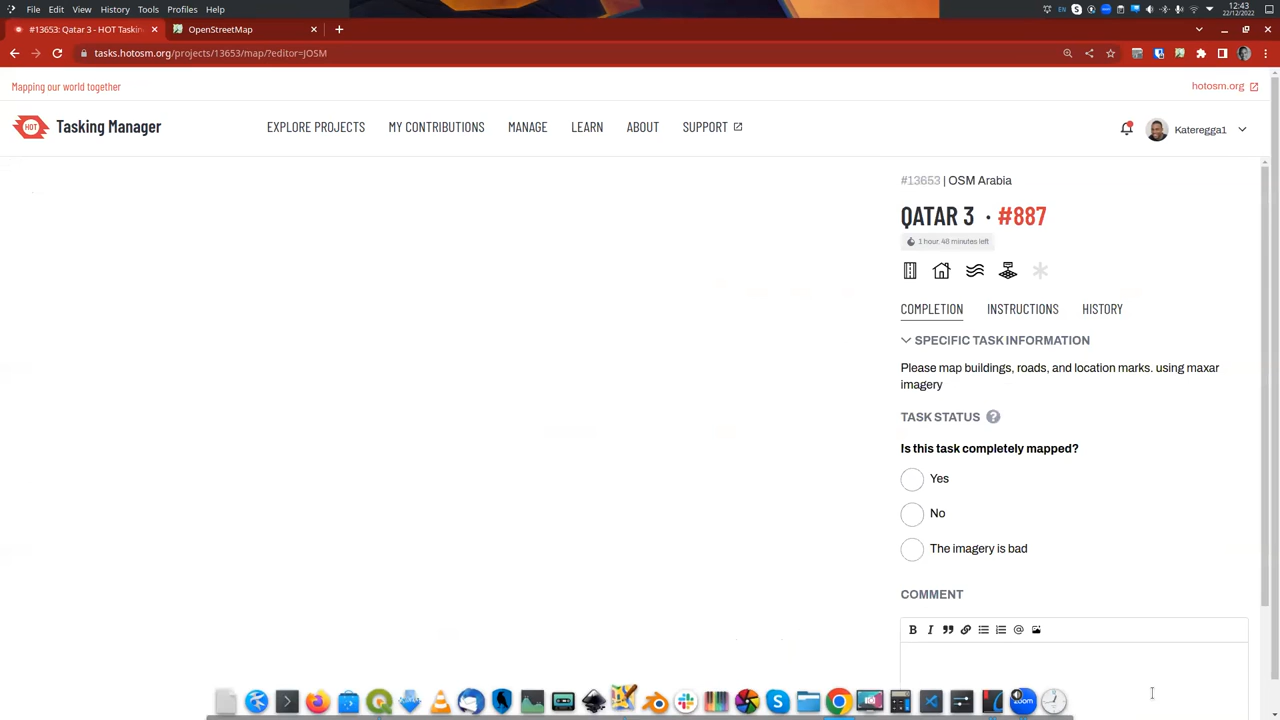 File Edit View History Tools Profiles Help
EN
12:43
22/12/2022
#13653: Qatar 3 - HOT Taskin
OpenStreetMap
tasks.hotosm.org/projects/13653/map/?editor=JOSM
Mapping our world together
hotosm.org
HOT
Tasking Manager
EXPLORE PROJECTS MY CONTRIBUTIONS MANAGE LEARN ABOUT SUPPORT
Kateregga1
#13653 | OSM Arabia
QATAR 3 · #887
1 hour, 48 minutes left
COMPLETION INSTRUCTIONS HISTORY
SPECIFIC TASK INFORMATION
Please map buildings, roads, and location marks. using maxar
imagery
TASK STATUS ?
Is this task completely mapped?
Yes
No
The imagery is bad
COMMENT
B I
zoom